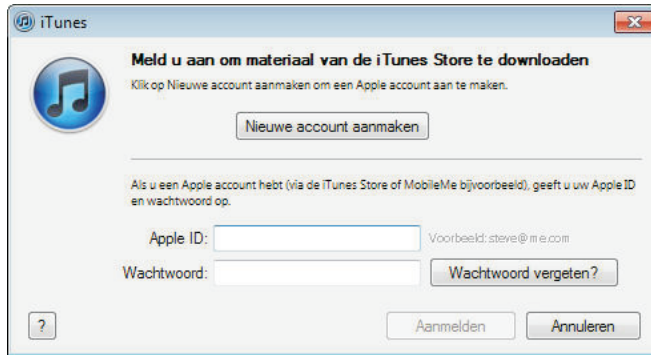 iTunes
Meld u aan om materiaal van de iTunes Store te downloaden
Klik op Nieuwe account aanmaken om een Apple account aan te maken.
Nieuwe account aanmaken
Als u een Apple account hebt (via de iTunes Store of MobileMe bijvoorbeeld), geeft u uw Apple ID
en wachtwoord op.
Apple ID: Voorbeeld: steve@me.com
Wachtwoord: Wachtwoord vergeten?
? Aanmelden Annuleren